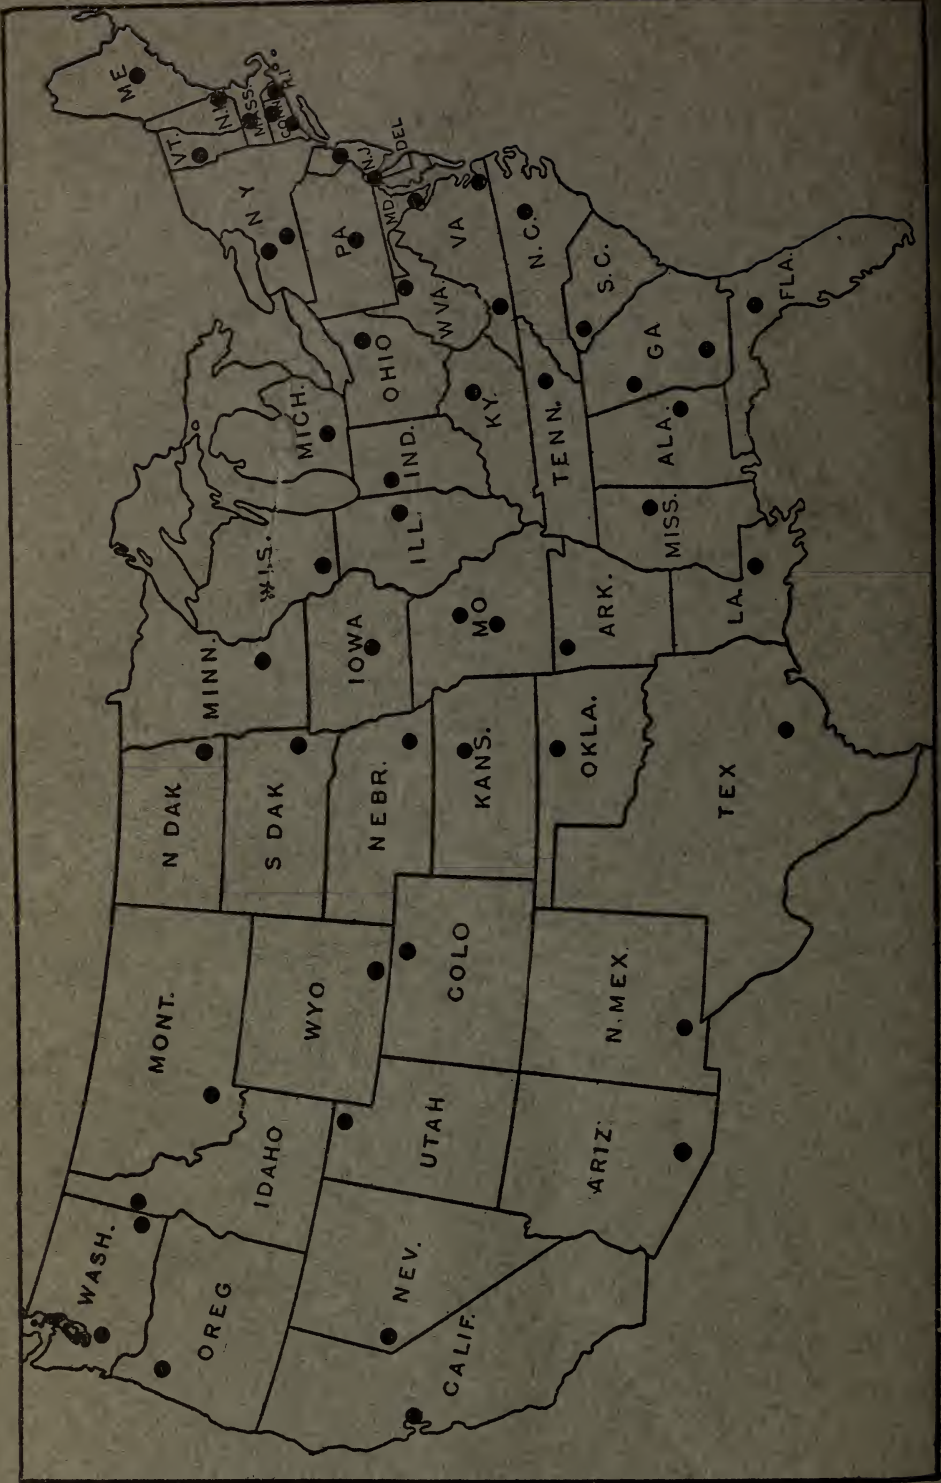 WASH.
OREG
CALIF.
NEV.
IDAHO
MONT.
WYO
UTAH
ARIZ.
COLO
N. MEX.
N DAK
S DAK
NEBR.
KANS.
OKLA.
TEX
MINN.
IOWA
MO
ARK.
LA.
WIS.
ILL.
MICH.
IND.
OHIO
KY.
TENN.
MISS.
ALA.
GA
FLA.
S. C.
N. C.
VA
W VA.
MD
DEL
N.J.
PA
N Y
VT.
N.H.
MASS.
CONN
R.I.
ME